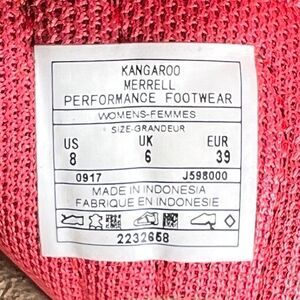 KANGAROO
MERRELL
PERFORMANCE FOOTWEAR
WOMENS-FEMMES
SIZE-GRANDEUR
US UK EUR
8 6 39
0917 J598000
MADE IN INDONESIA
FABRIQUE EN INDONESIE
2232658